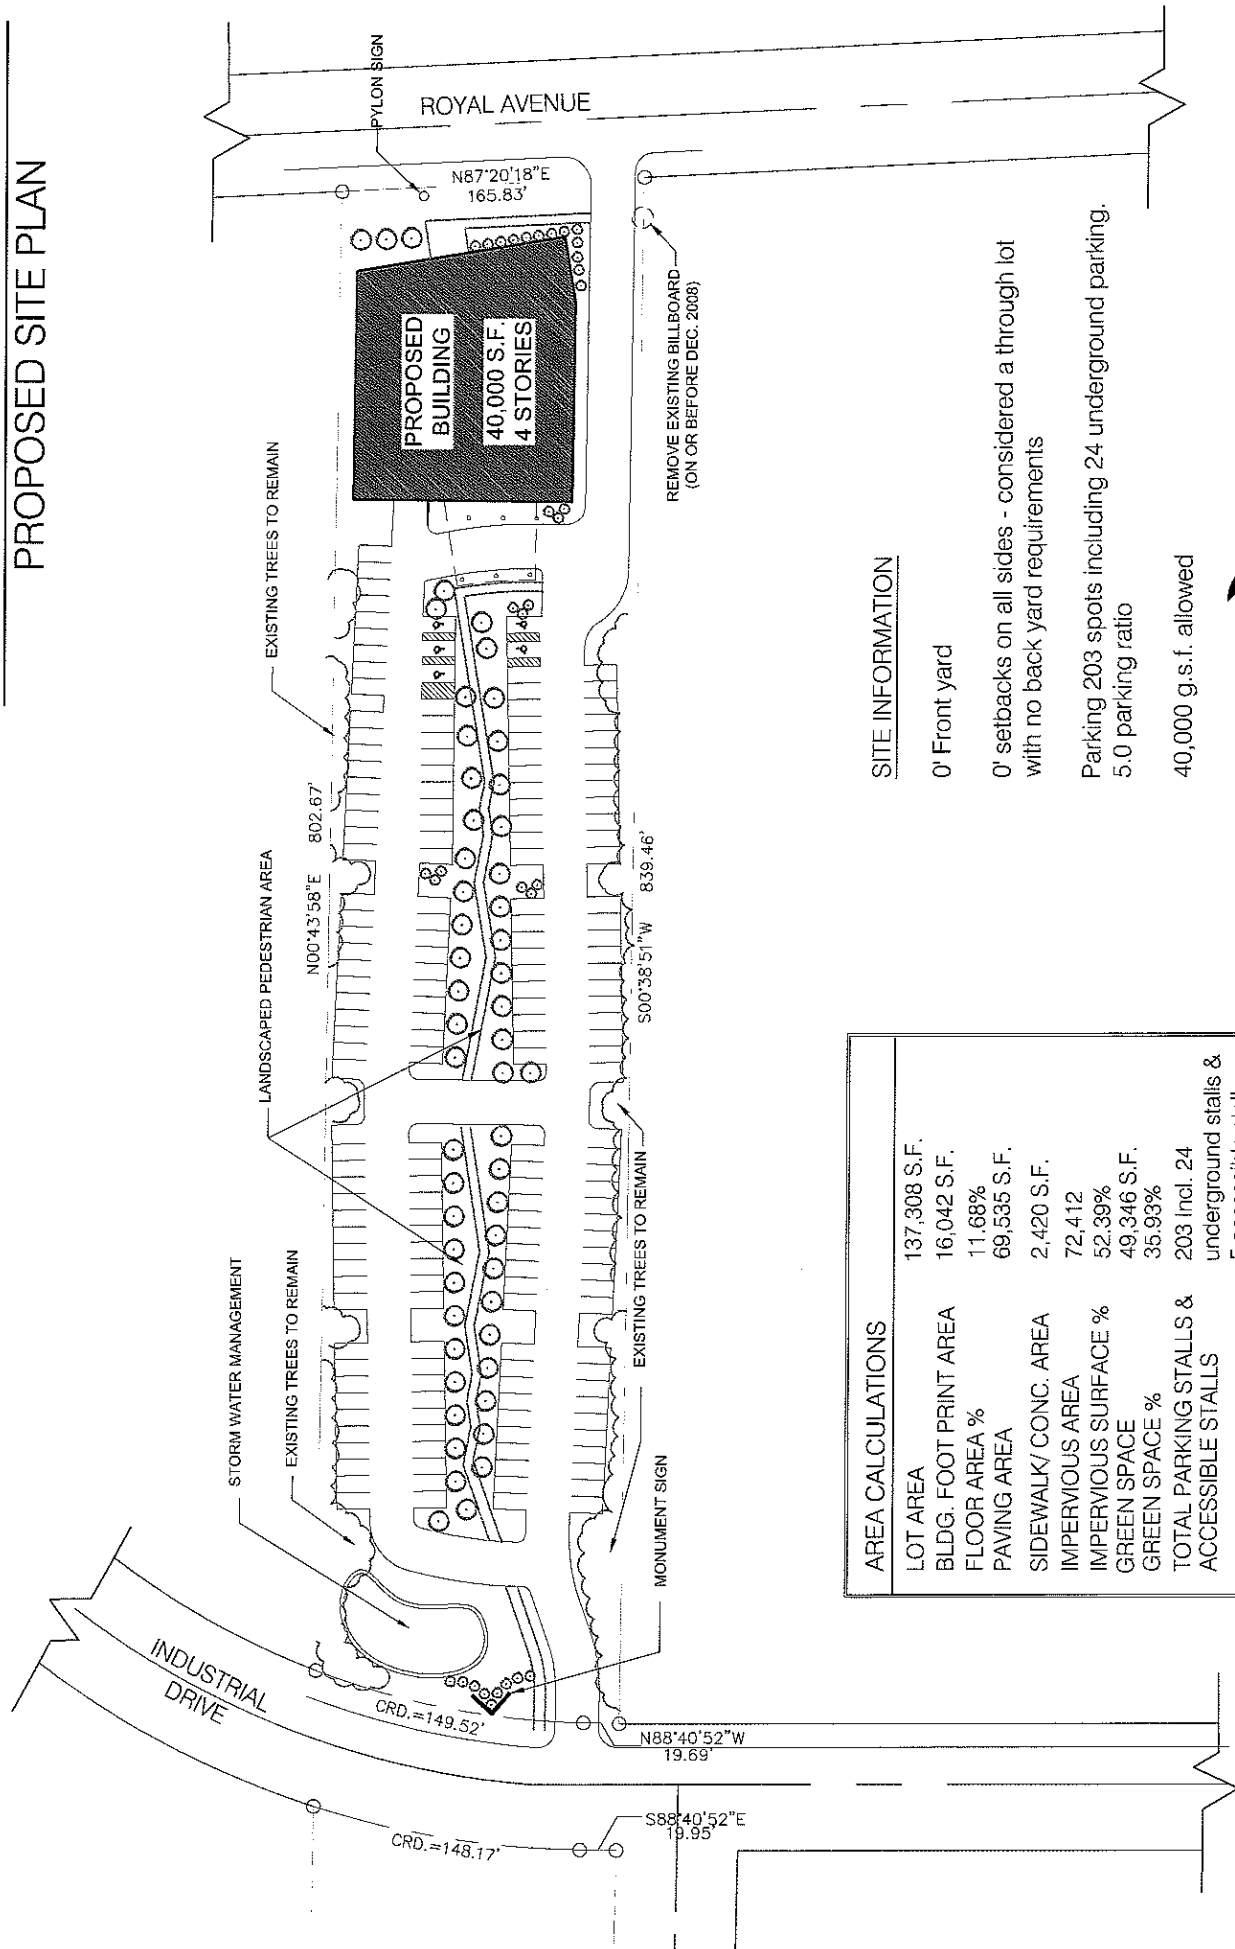 PROPOSED SITE PLAN
ROYAL AVENUE
PYLON SIGN
N87°20'18"E
165.83'
PROPOSED
BUILDING
40,000 S.F.
4 STORIES
REMOVE EXISTING BILLBOARD
(ON OR BEFORE DEC. 2008)
EXISTING TREES TO REMAIN
N00°43'58"E 802.67'
LANDSCAPED PEDESTRIAN AREA
S00°38'51"W 839.46'
STORM WATER MANAGEMENT
EXISTING TREES TO REMAIN
EXISTING TREES TO REMAIN
MONUMENT SIGN
INDUSTRIAL
DRIVE
CRD.=149.52'
N88°40'52"W
19.69'
CRD.=148.17'
S88°40'52"E
19.95'
SITE INFORMATION
0' Front yard
0' setbacks on all sides - considered a through lot
with no back yard requirements
Parking 203 spots including 24 underground parking.
5.0 parking ratio
40,000 g.s.f. allowed
AREA CALCULATIONS
LOT AREA 137,308 S.F.
BLDG. FOOT PRINT AREA 16,042 S.F.
FLOOR AREA % 11.68%
PAVING AREA 69,535 S.F.
SIDEWALK/ CONC. AREA 2,420 S.F.
IMPERVIOUS AREA 72,412
IMPERVIOUS SURFACE % 52.39%
GREEN SPACE 49,346 S.F.
GREEN SPACE % 35.93%
TOTAL PARKING STALLS & 203 Incl. 24
ACCESSIBLE STALLS underground stalls &